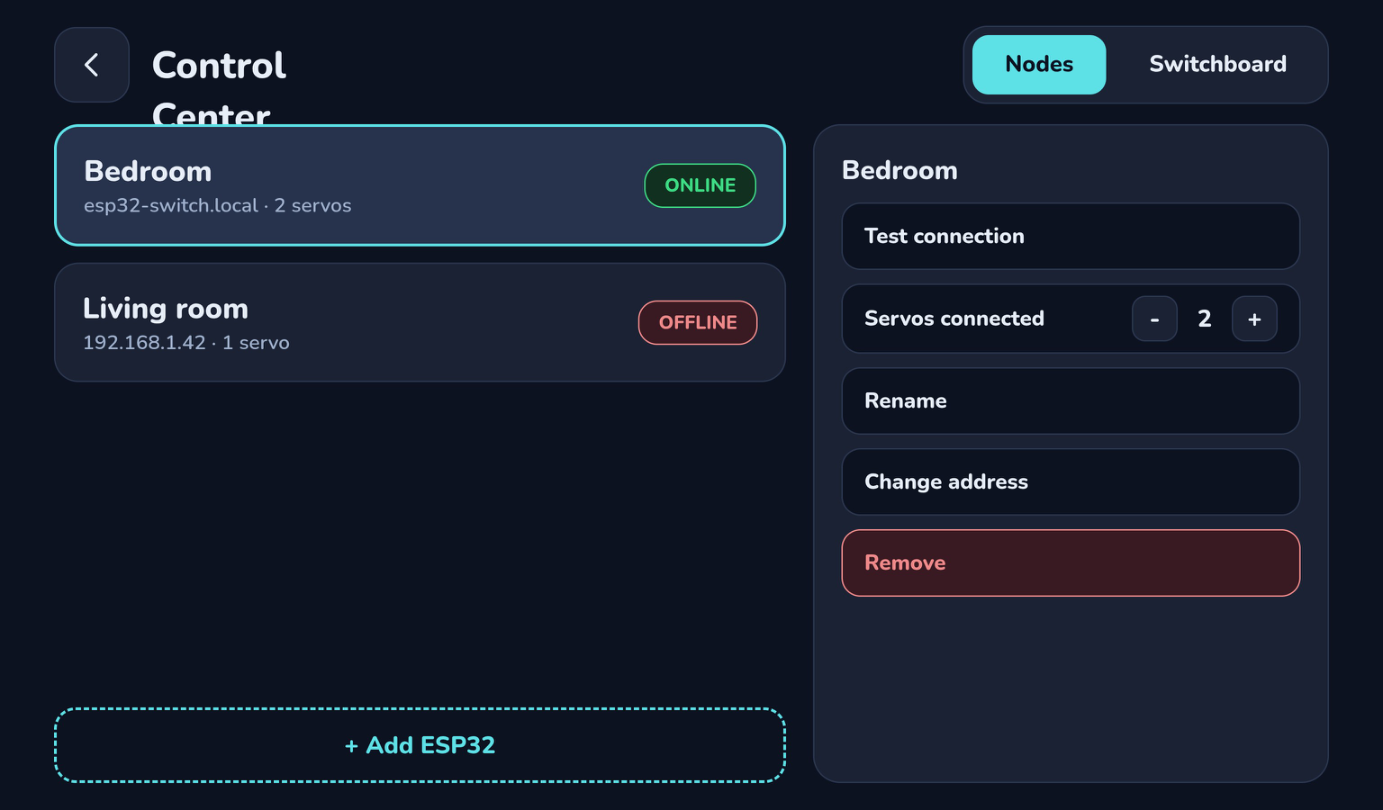 Control
Center
Nodes
Switchboard
Bedroom
esp32-switch.local · 2 servos
ONLINE
Living room
192.168.1.42 · 1 servo
OFFLINE
+ Add ESP32
Bedroom
Test connection
Servos connected
- 2 +
Rename
Change address
Remove